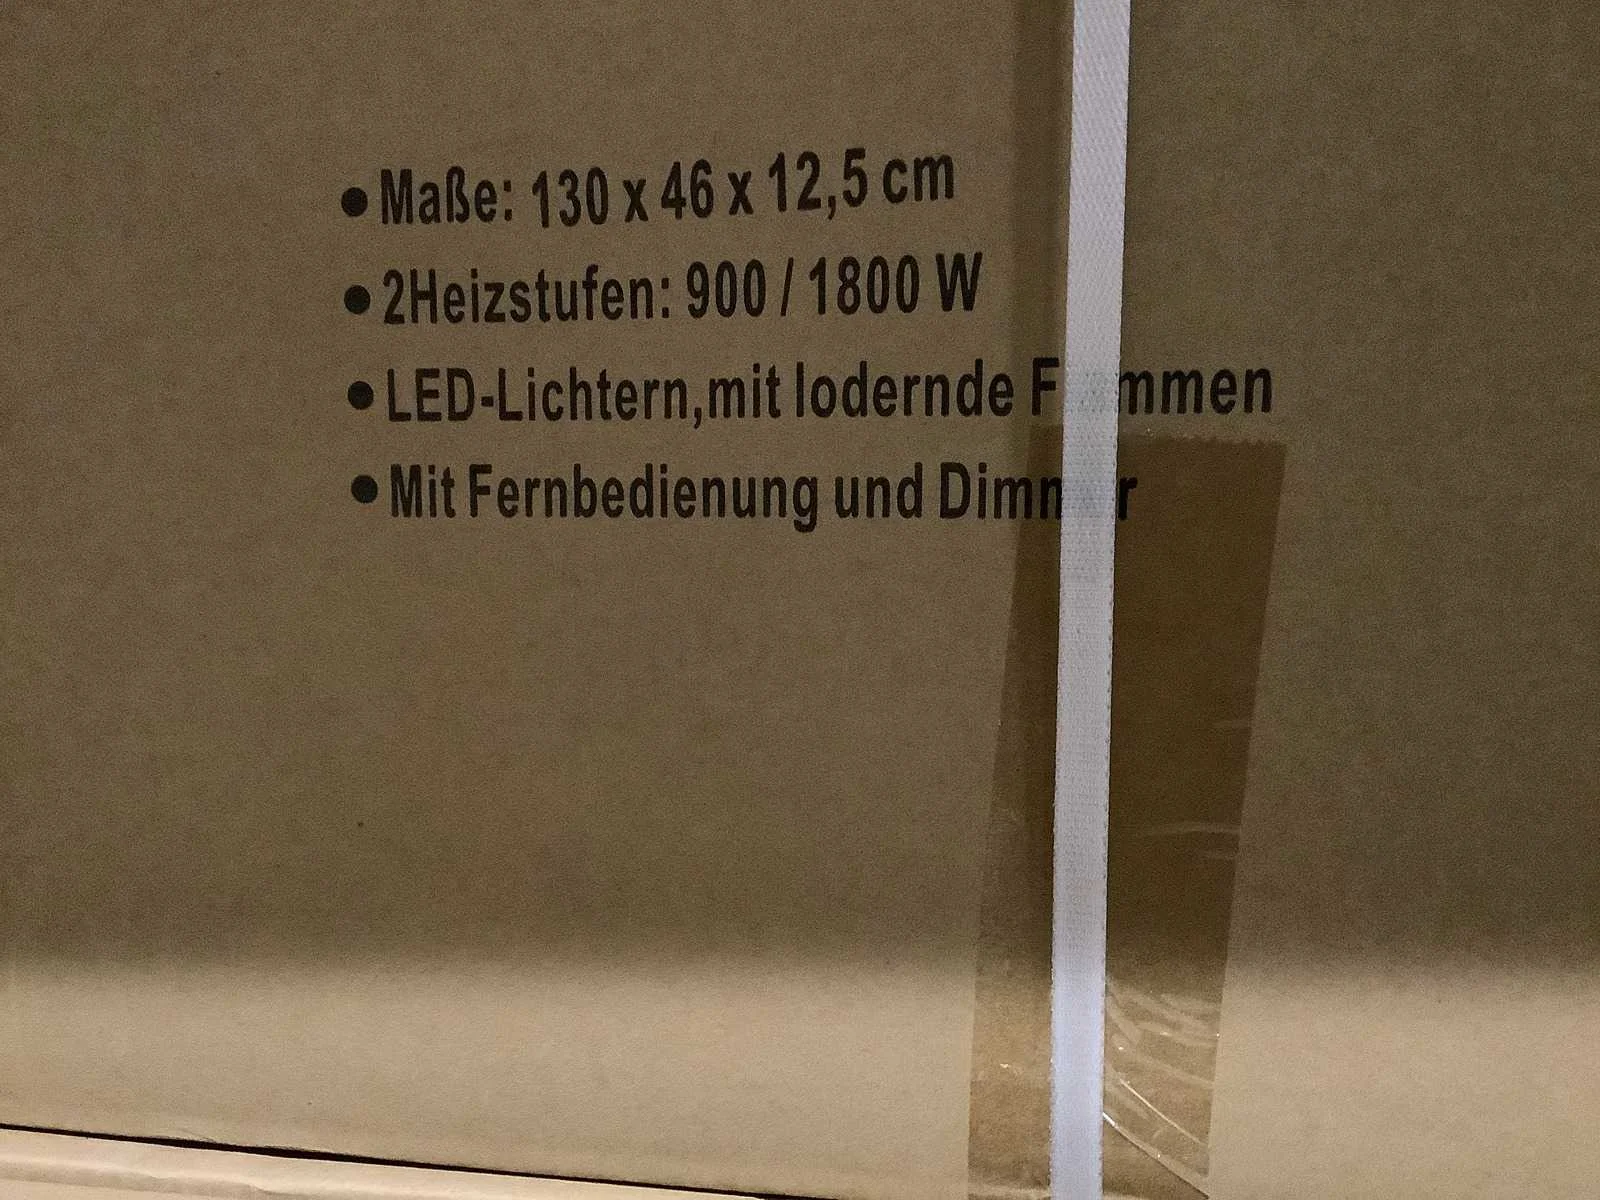 •Maße: 130 x 46 x 12,5 cm
•2Heizstufen: 900 / 1800 W
•LED-Lichtern,mit lodernde
•Mit Fernbedienung und